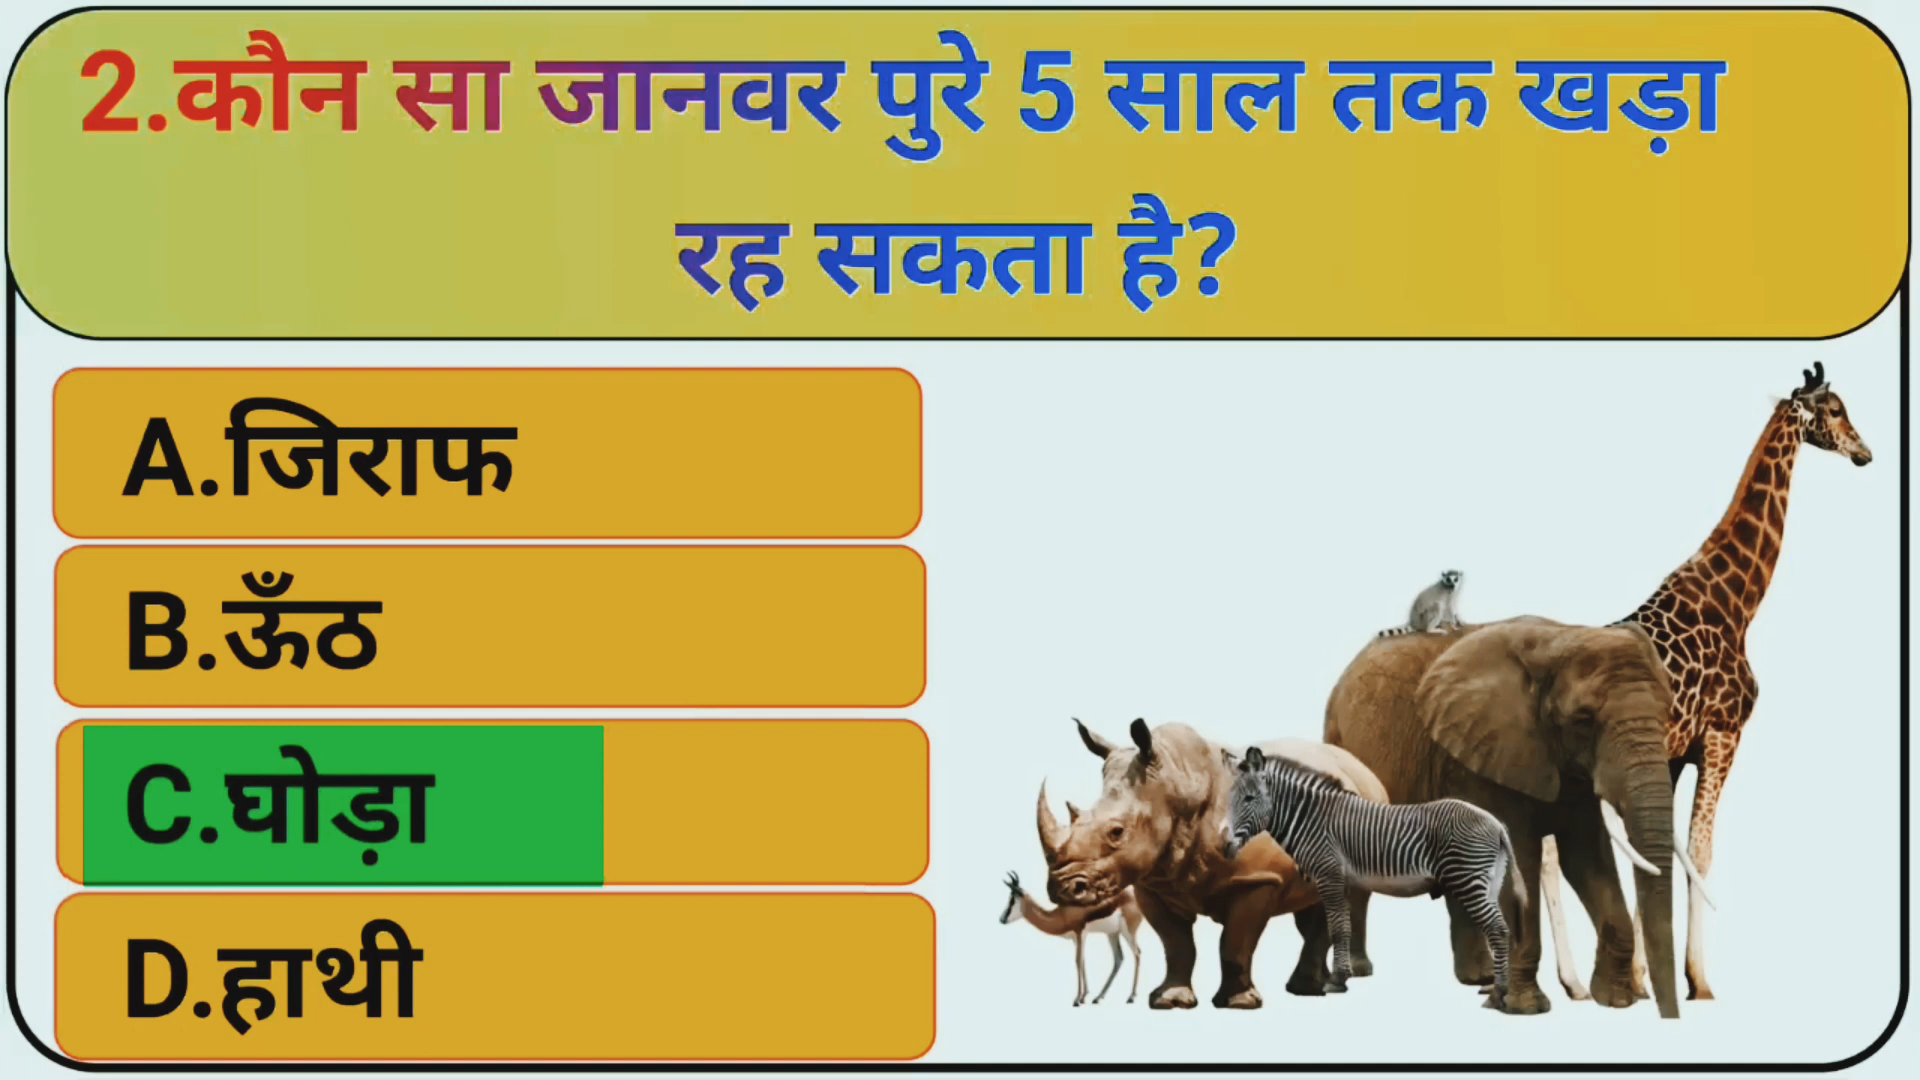 2.कौन सा जानवर पुरे 5 साल तक खड़ा
रह सकता है?
A.जिराफ
B.ऊँठ
C.घोड़ा
D.हाथी